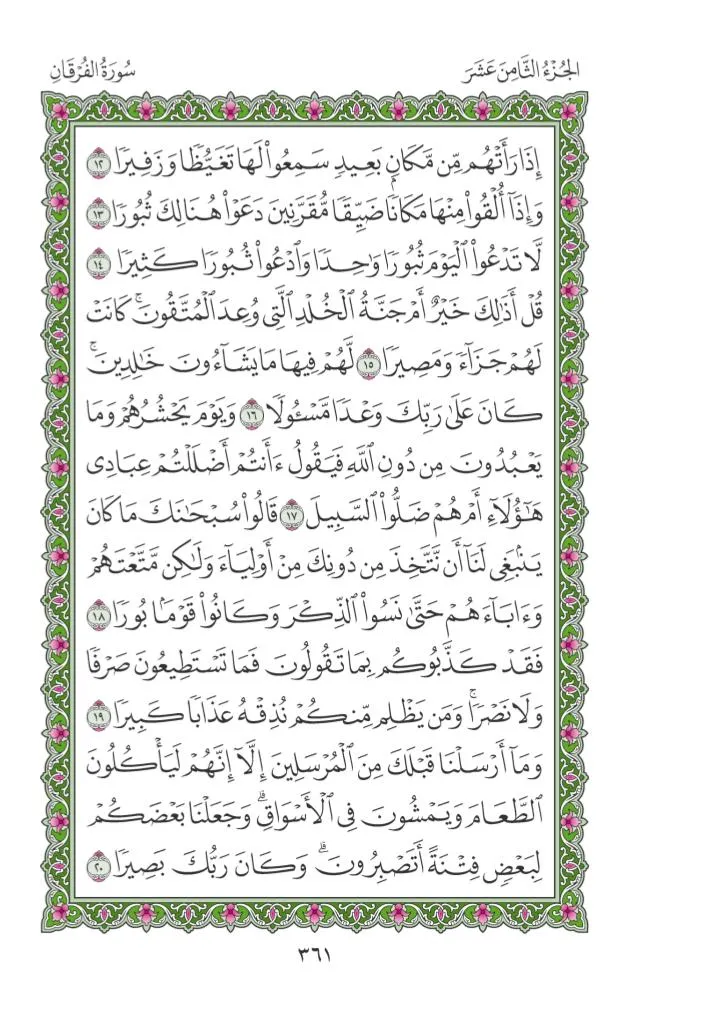 الجُزْءُ الثَّامِنَ عَشَرَ
سُورَةُ الفُرْقَانِ
إِذَا رَأَتْهُم مِّن مَّكَانٍۭ بَعِيدٖ سَمِعُواْ لَهَا تَغَيُّظٗا وَزَفِيرٗا ١٢
وَإِذَآ أُلۡقُواْ مِنۡهَا مَكَانٗا ضَيِّقٗا مُّقَرَّنِينَ دَعَوۡاْ هُنَالِكَ ثُبُورٗا ١٣
لَّا تَدۡعُواْ ٱلۡيَوۡمَ ثُبُورٗا وَٰحِدٗا وَٱدۡعُواْ ثُبُورٗا كَثِيرٗا ١٤
قُلۡ أَذَٰلِكَ خَيۡرٌ أَمۡ جَنَّةُ ٱلۡخُلۡدِ ٱلَّتِي وُعِدَ ٱلۡمُتَّقُونَۚ كَانَتۡ
لَهُمۡ جَزَآءٗ وَمَصِيرٗا ١٥ لَّهُمۡ فِيهَا مَا يَشَآءُونَ خَٰلِدِينَۚ
كَانَ عَلَىٰ رَبِّكَ وَعۡدٗا مَّسۡـُٔولٗا ١٦ وَيَوۡمَ يَحۡشُرُهُمۡ وَمَا
يَعۡبُدُونَ مِن دُونِ ٱللَّهِ فَيَقُولُ ءَأَنتُمۡ أَضۡلَلۡتُمۡ عِبَادِي
هَٰٓؤُلَآءِ أَمۡ هُمۡ ضَلُّواْ ٱلسَّبِيلَ ١٧ قَالُواْ سُبۡحَٰنَكَ مَا كَانَ
يَنۢبَغِي لَنَآ أَن نَّتَّخِذَ مِن دُونِكَ مِنۡ أَوۡلِيَآءَ وَلَٰكِن مَّتَّعۡتَهُمۡ
وَءَابَآءَهُمۡ حَتَّىٰ نَسُواْ ٱلذِّكۡرَ وَكَانُواْ قَوۡمَۢا بُورٗا ١٨
فَقَدۡ كَذَّبُوكُم بِمَا تَقُولُونَ فَمَا تَسۡتَطِيعُونَ صَرۡفٗا
وَلَا نَصۡرٗاۚ وَمَن يَظۡلِم مِّنكُمۡ نُذِقۡهُ عَذَابٗا كَبِيرٗا ١٩
وَمَآ أَرۡسَلۡنَا قَبۡلَكَ مِنَ ٱلۡمُرۡسَلِينَ إِلَّآ إِنَّهُمۡ لَيَأۡكُلُونَ
ٱلطَّعَامَ وَيَمۡشُونَ فِي ٱلۡأَسۡوَاقِۗ وَجَعَلۡنَا بَعۡضَكُمۡ
لِبَعۡضٖ فِتۡنَةً أَتَصۡبِرُونَۗ وَكَانَ رَبُّكَ بَصِيرٗا ٢٠
٣٦١